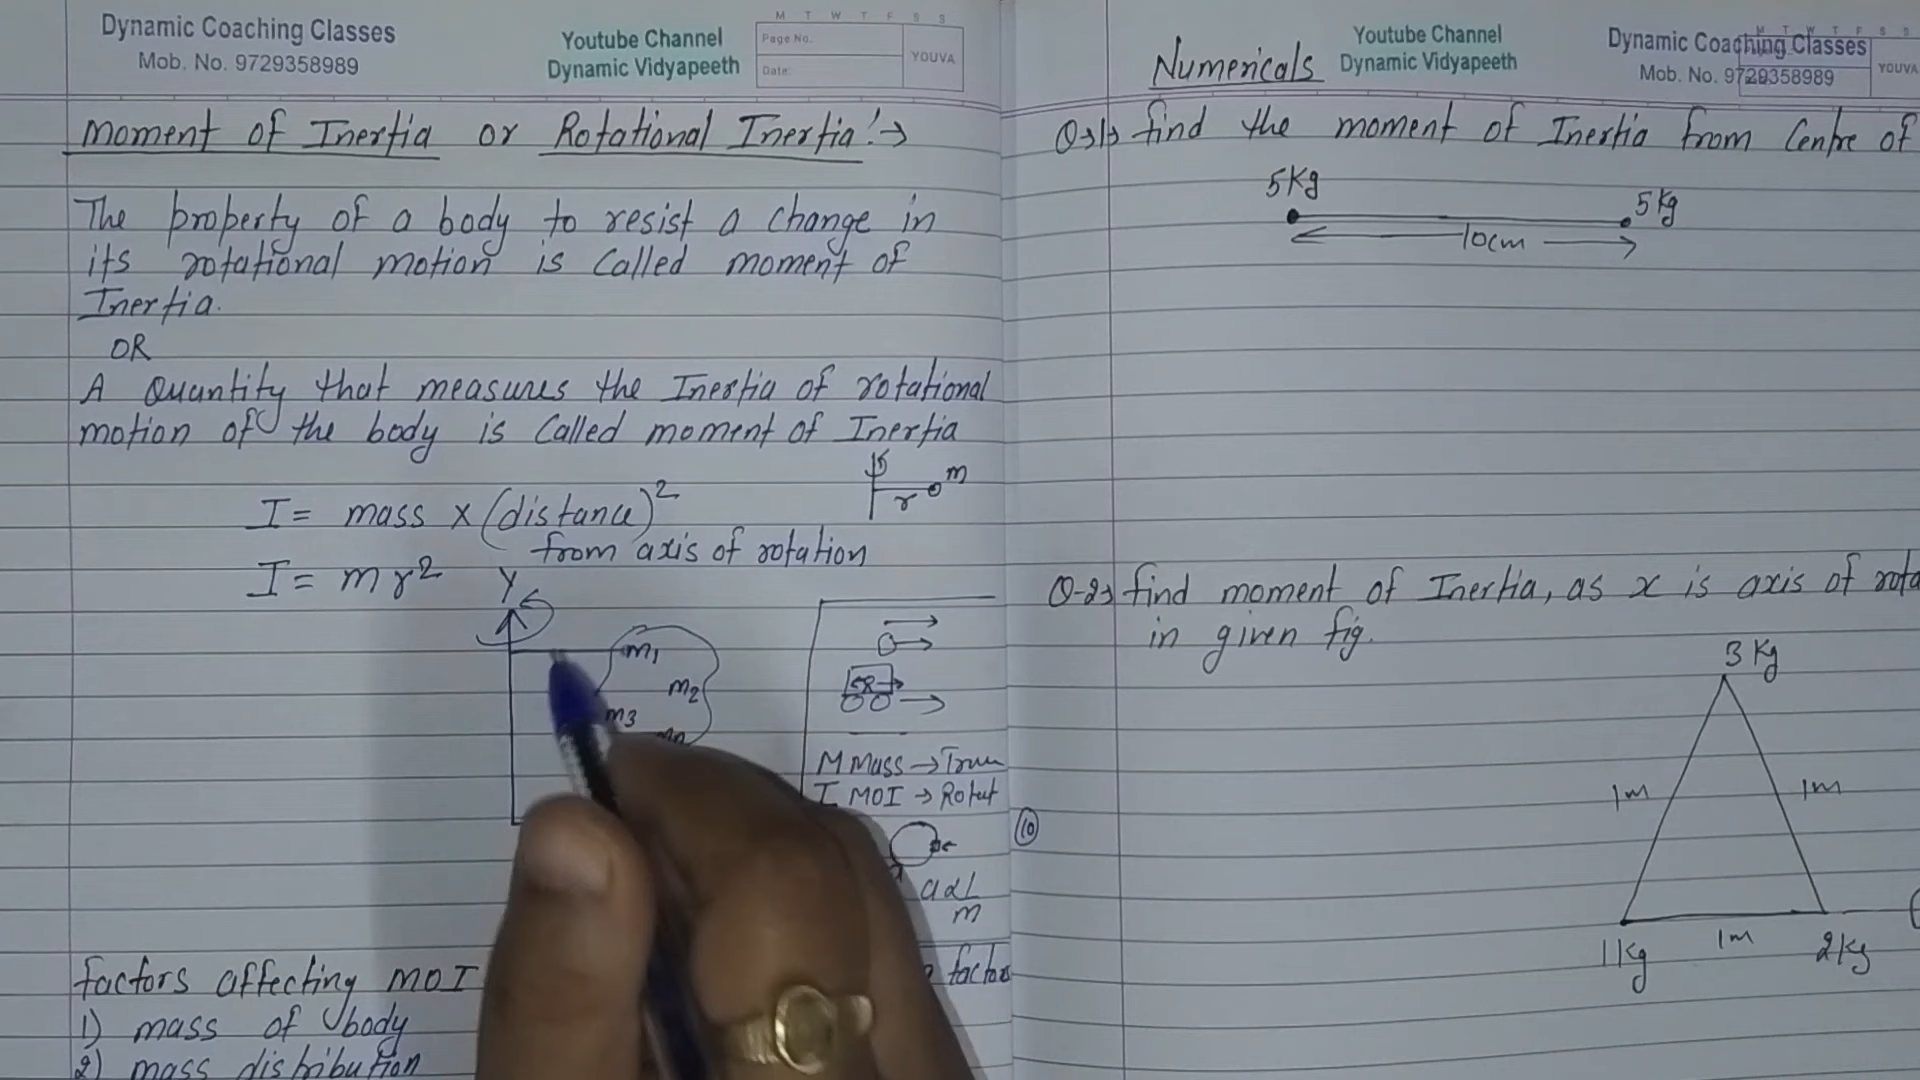 Dynamic Coaching Classes
Mob. No. 9729358989
Youtube Channel
Dynamic Vidyapeeth
M T W T F S S
Page No.
Date:
YOUVA
Moment of Inertia or Rotational Inertia:→
The property of a body to resist a change in
its rotational motion is called moment of
Inertia.
OR
A Quantity that measures the Inertia of rotational
motion of the body is called moment of Inertia
I = mass x (distance)²
from axis of rotation
r m
I = mr²
Y
m1
m2
m3
M Mass →
I MOI →
a α
m
factors affecting MOI
factors
1) mass of body
2) mass distribution
Numericals
Youtube Channel
Dynamic Vidyapeeth
Dynamic Coaching Classes
Mob. No. 9729358989
M T W T F S S
YOUVA
Q→1) find the moment of Inertia from Centre of
5Kg
5Kg
10cm
Q-2) find moment of Inertia, as x is axis of rota
in given fig.
3 Kg
1m
1m
10
1Kg
1m
2Kg